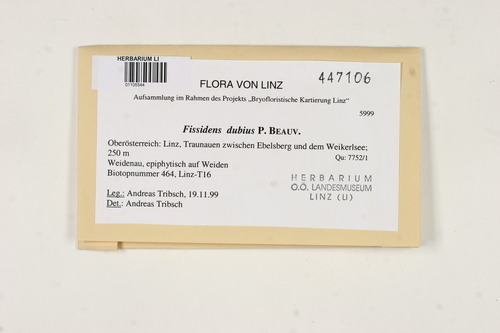 HERBARIUM LI
01105544
FLORA VON LINZ
447106
Aufsammlung im Rahmen des Projekts „Bryofloristische Kartierung Linz"
5999
Fissidens dubius P. BEAUV.
Oberösterreich: Linz, Traunauen zwischen Ebelsberg und dem Weikerlsee;
250 m
Qu: 7752/1
Weidenau, epiphytisch auf Weiden
Biotopnummer 464, Linz-T16
HERBARIUM
O.Ö. LANDESMUSEUM
LINZ (LI)
Leg.: Andreas Tribsch, 19.11.99
Det.: Andreas Tribsch